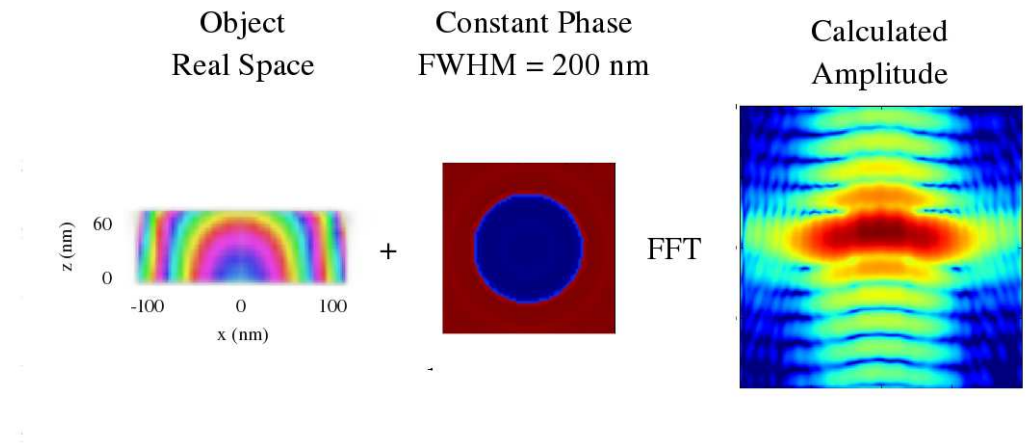 Object
Real Space
Constant Phase
FWHM = 200 nm
Calculated
Amplitude
z (nm)
60
0
-100 0 100
x (nm)
+
FFT